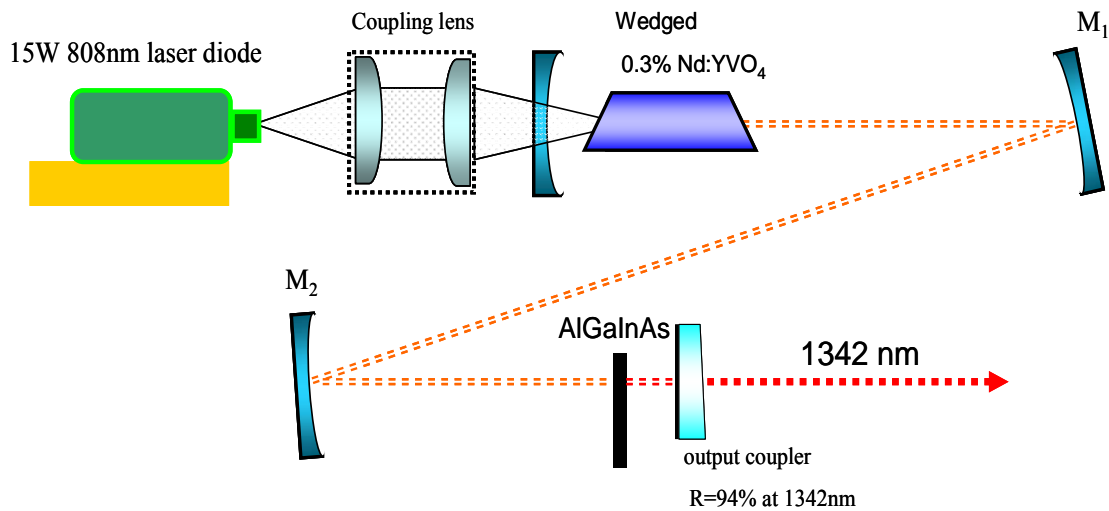 Coupling lens
Wedged
M₁
15W 808nm laser diode
0.3% Nd:YVO₄
M₂
AlGaInAs
1342 nm
output coupler
R=94% at 1342nm